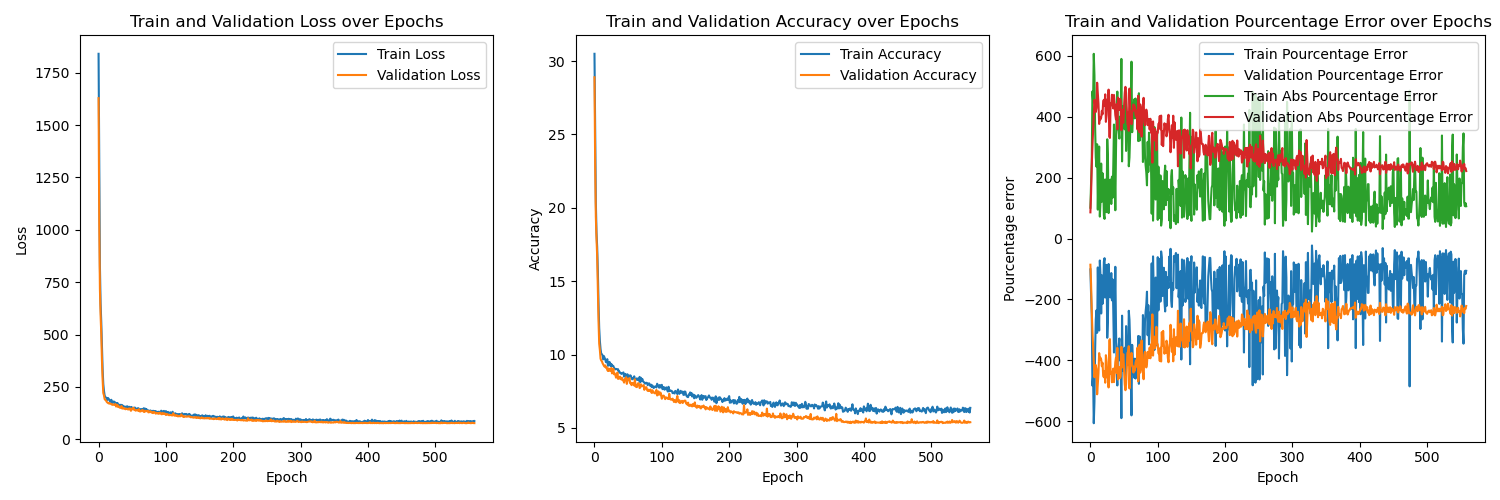 Train and Validation Loss over Epochs
Train Loss
Validation Loss
1750
1500
1250
1000
750
500
250
0
Loss
0 100 200 300 400 500
Epoch
Train and Validation Accuracy over Epochs
Train Accuracy
Validation Accuracy
30
25
20
15
10
5
Accuracy
0 100 200 300 400 500
Epoch
Train and Validation Pourcentage Error over Epochs
Train Pourcentage Error
Validation Pourcentage Error
Train Abs Pourcentage Error
Validation Abs Pourcentage Error
600
400
200
0
−200
−400
−600
Pourcentage error
0 100 200 300 400 500
Epoch